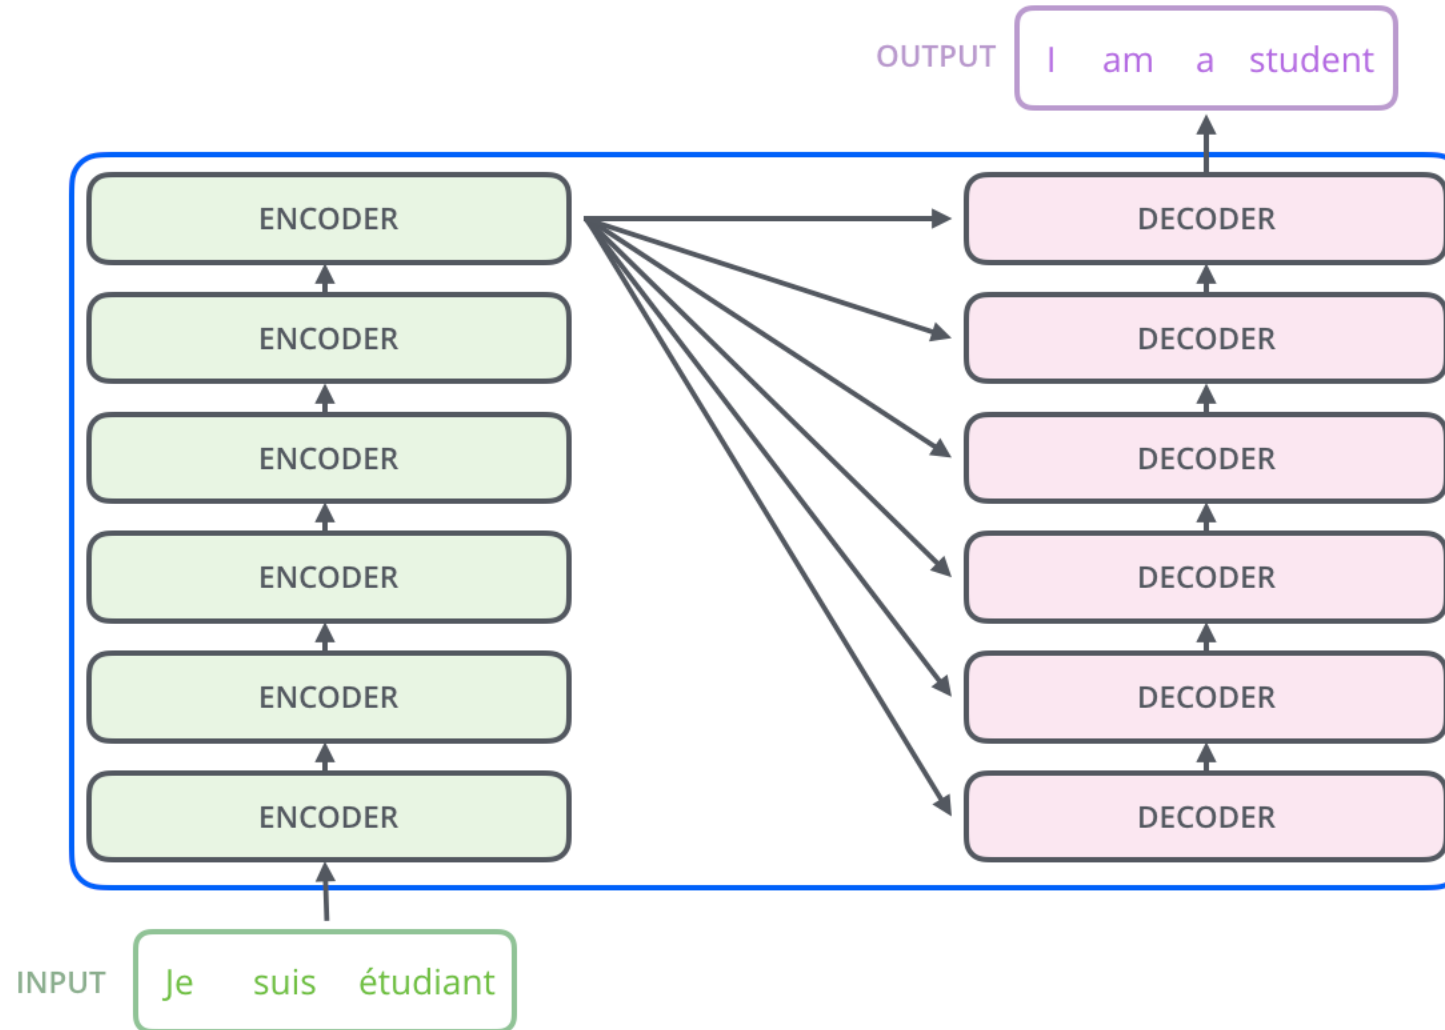 OUTPUT
I am a student
ENCODER
DECODER
ENCODER
DECODER
ENCODER
DECODER
ENCODER
DECODER
ENCODER
DECODER
ENCODER
DECODER
INPUT
Je suis étudiant